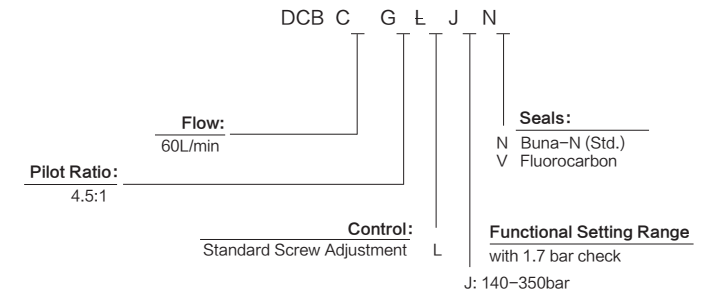 DCB C G L J N
Flow:
60L/min
Pilot Ratio:
4.5:1
Control:
Standard Screw Adjustment L
Seals:
N Buna-N (Std.)
V Fluorocarbon
Functional Setting Range
with 1.7 bar check
J: 140-350bar